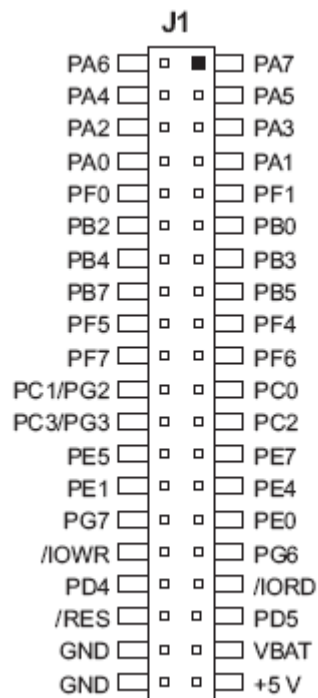 J1
PA6 PA7
PA4 PA5
PA2 PA3
PA0 PA1
PF0 PF1
PB2 PB0
PB4 PB3
PB7 PB5
PF5 PF4
PF7 PF6
PC1/PG2 PC0
PC3/PG3 PC2
PE5 PE7
PE1 PE4
PG7 PE0
/IOWR PG6
PD4 /IORD
/RES PD5
GND VBAT
GND +5 V